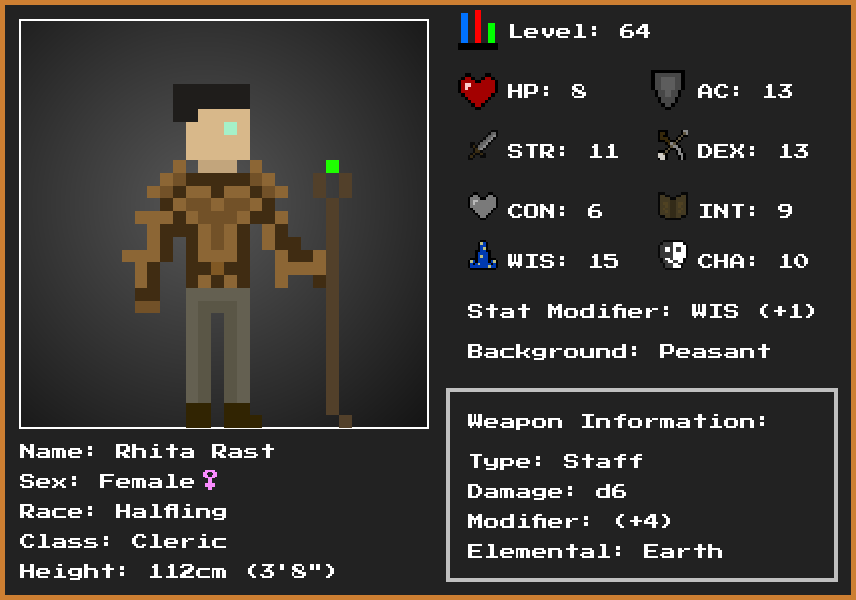 Level: 64
HP: 8 AC: 13
STR: 11 DEX: 13
CON: 6 INT: 9
WIS: 15 CHA: 10
Stat Modifier: WIS (+1)
Background: Peasant
Weapon Information:
Type: Staff
Damage: d6
Modifier: (+4)
Elemental: Earth
Name: Rhita Rast
Sex: Female♀
Race: Halfling
Class: Cleric
Height: 112cm (3'8")